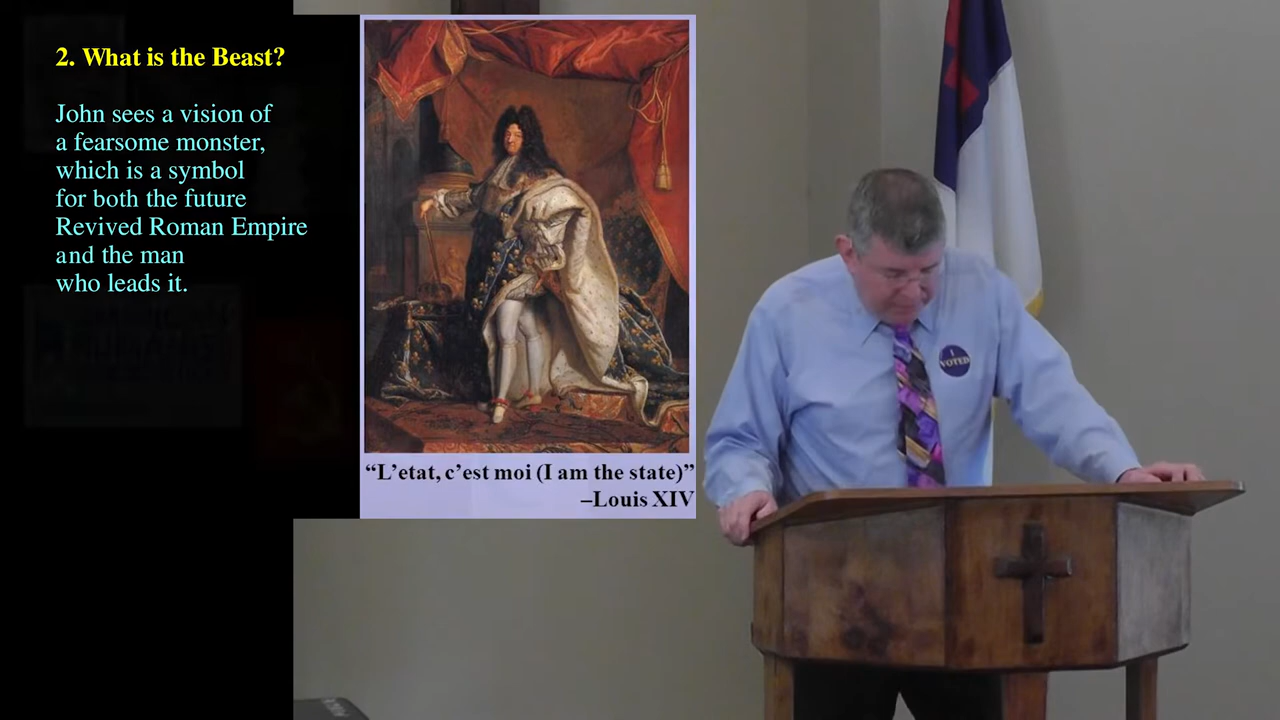 2. What is the Beast?
John sees a vision of
a fearsome monster,
which is a symbol
for both the future
Revived Roman Empire
and the man
who leads it.
“L’etat, c’est moi (I am the state)”
–Louis XIV
I
VOTED